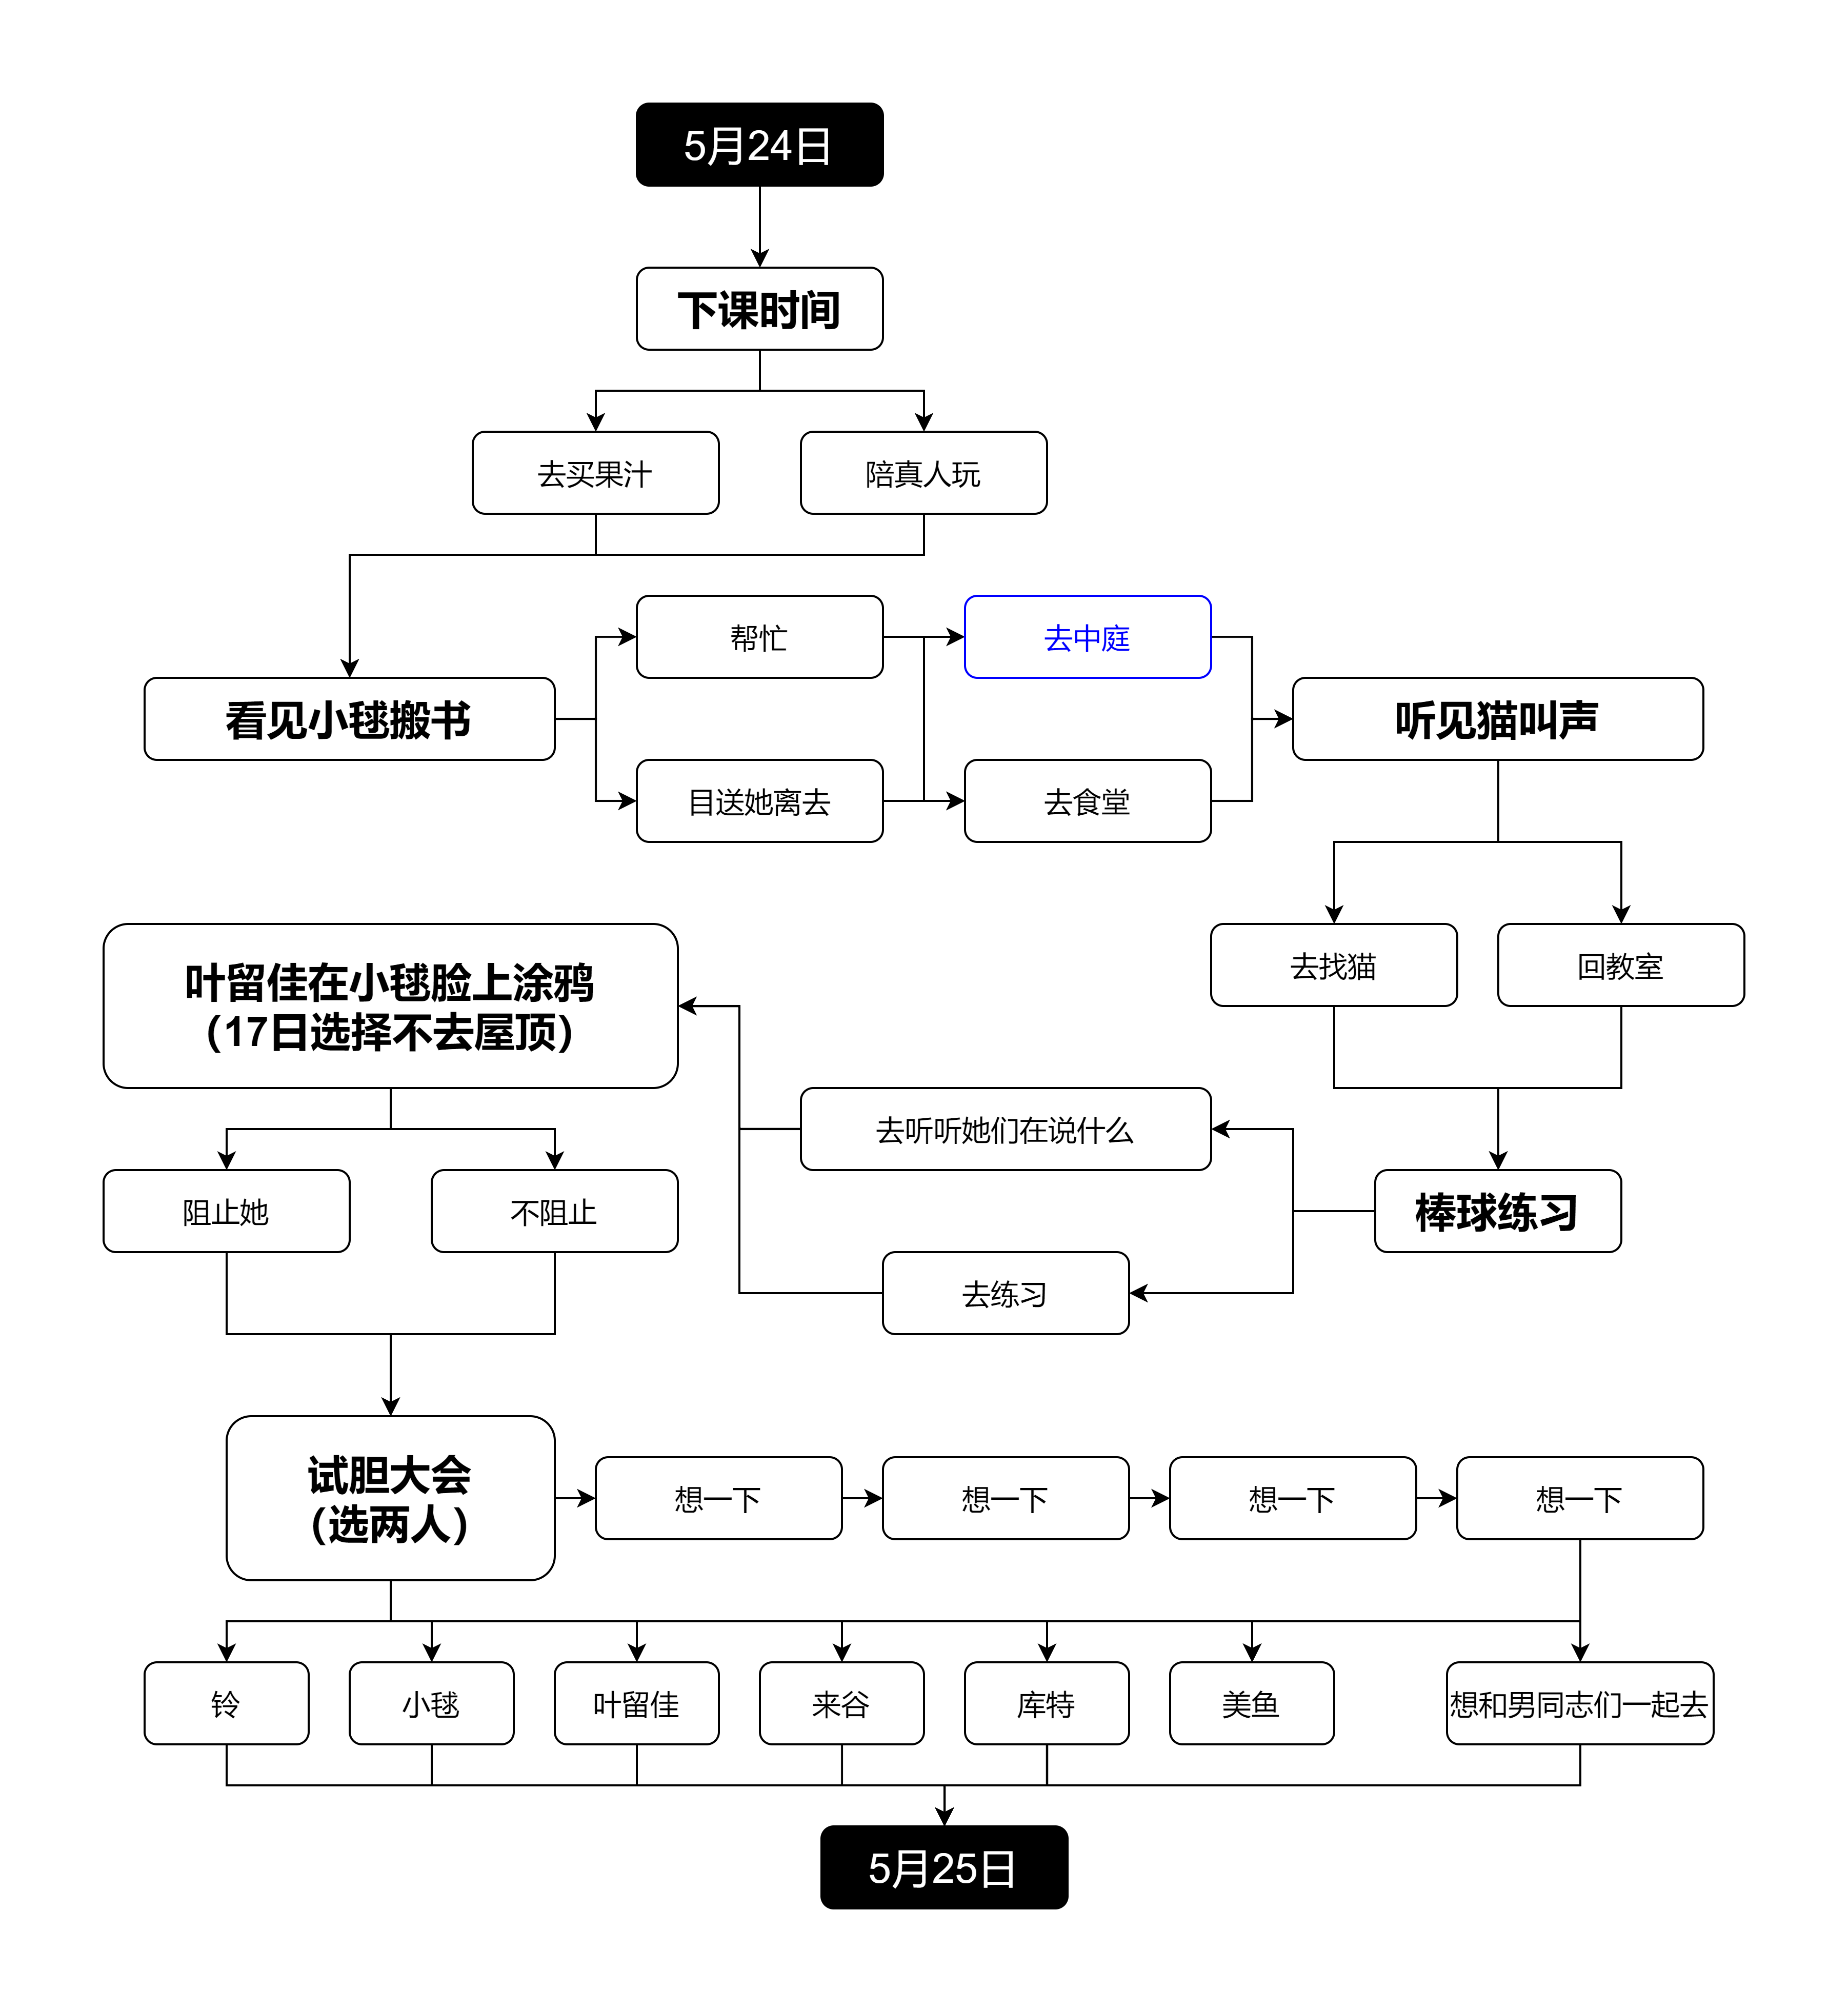 5月24日
下课时间
去买果汁
陪真人玩
看见小毬搬书
帮忙
目送她离去
去中庭
去食堂
听见猫叫声
去找猫
回教室
棒球练习
去听听她们在说什么
去练习
叶留佳在小毬脸上涂鸦
（17日选择不去屋顶）
阻止她
不阻止
试胆大会
（选两人）
想一下
想一下
想一下
想一下
铃
小毬
叶留佳
来谷
库特
美鱼
想和男同志们一起去
5月25日